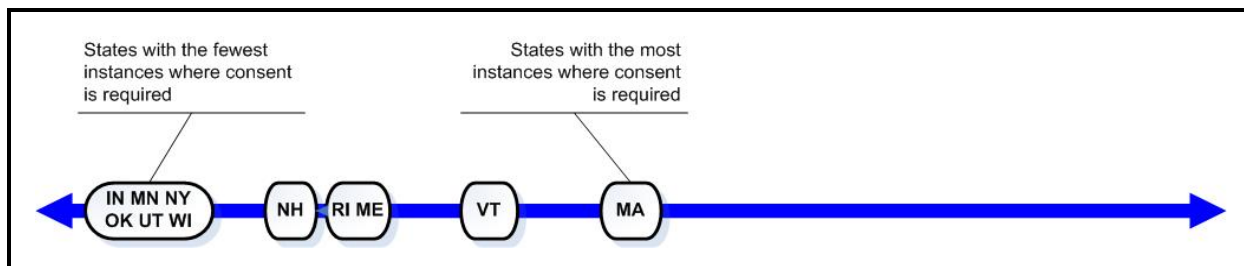 States with the fewest
instances where consent
is required
States with the most
instances where consent
is required
IN MN NY
OK UT WI
NH
RI ME
VT
MA